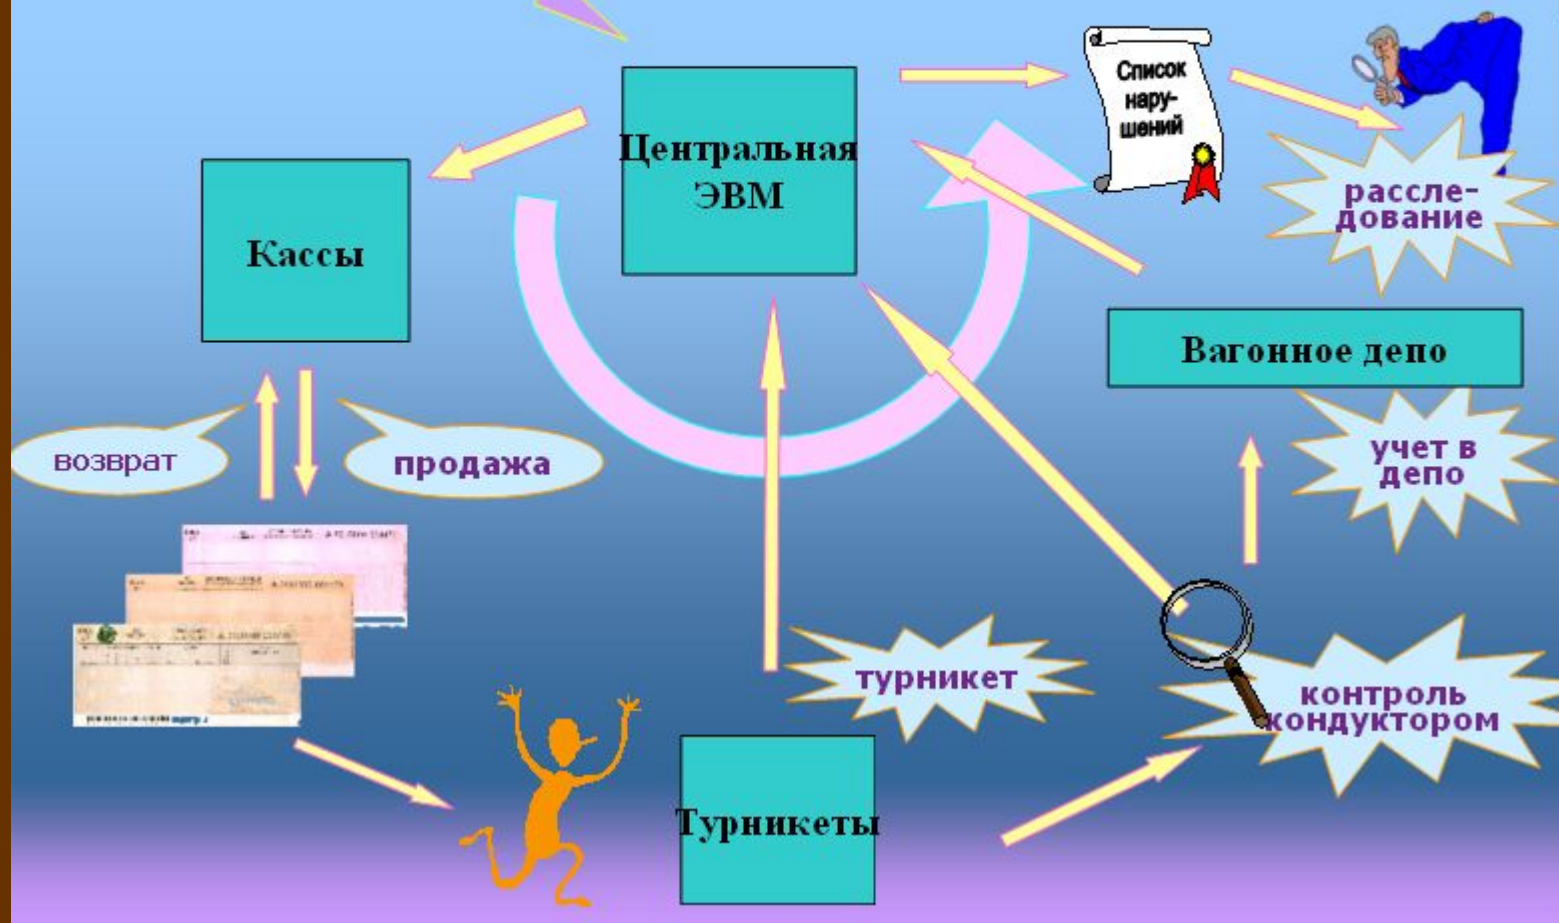 Список
нару-
шений
Центральная
ЭВМ
рассле-
дование
Кассы
Вагонное депо
возврат
продажа
учет в
депо
турникет
контроль
кондуктором
Турникеты